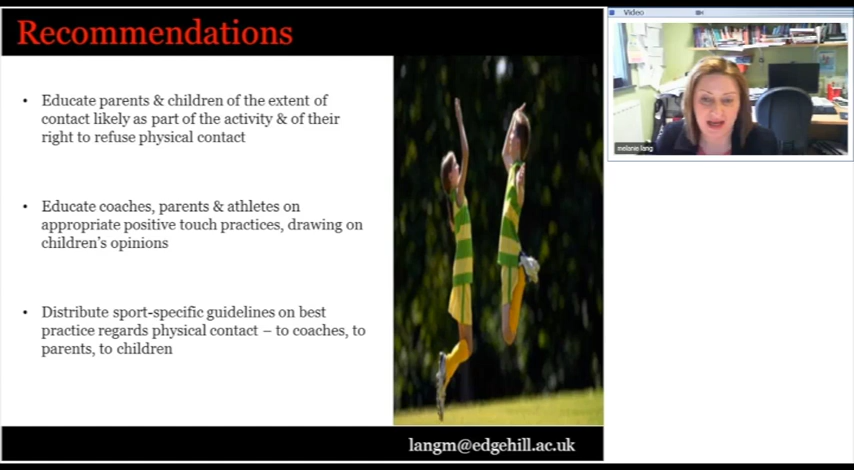 Recommendations
• Educate parents & children of the extent of
contact likely as part of the activity & of their
right to refuse physical contact
• Educate coaches, parents & athletes on
appropriate positive touch practices, drawing on
children's opinions
• Distribute sport-specific guidelines on best
practice regards physical contact – to coaches, to
parents, to children
langm@edgehill.ac.uk
Video
melanie lang